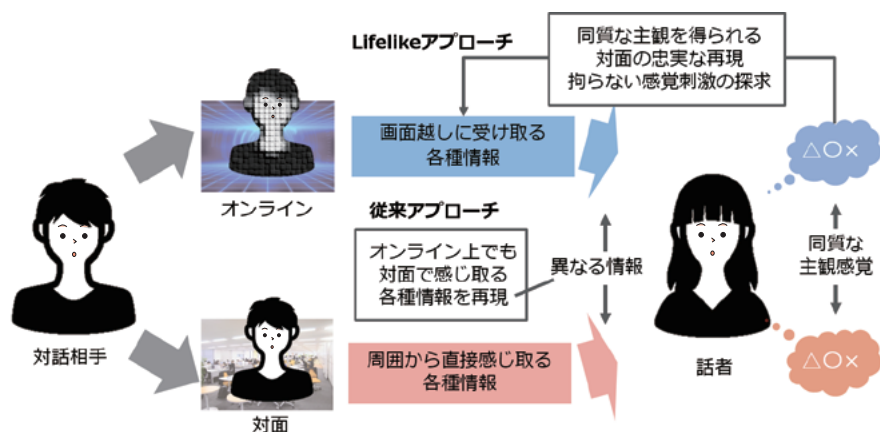 Lifelikeアプローチ
同質な主観を得られる
対面の忠実な再現
拘らない感覚刺激の探求
画面越しに受け取る
各種情報
△○×
オンライン
従来アプローチ
オンライン上でも
対面で感じ取る
各種情報を再現
異なる情報
同質な
主観感覚
対話相手
周囲から直接感じ取る
各種情報
話者
△○×
対面